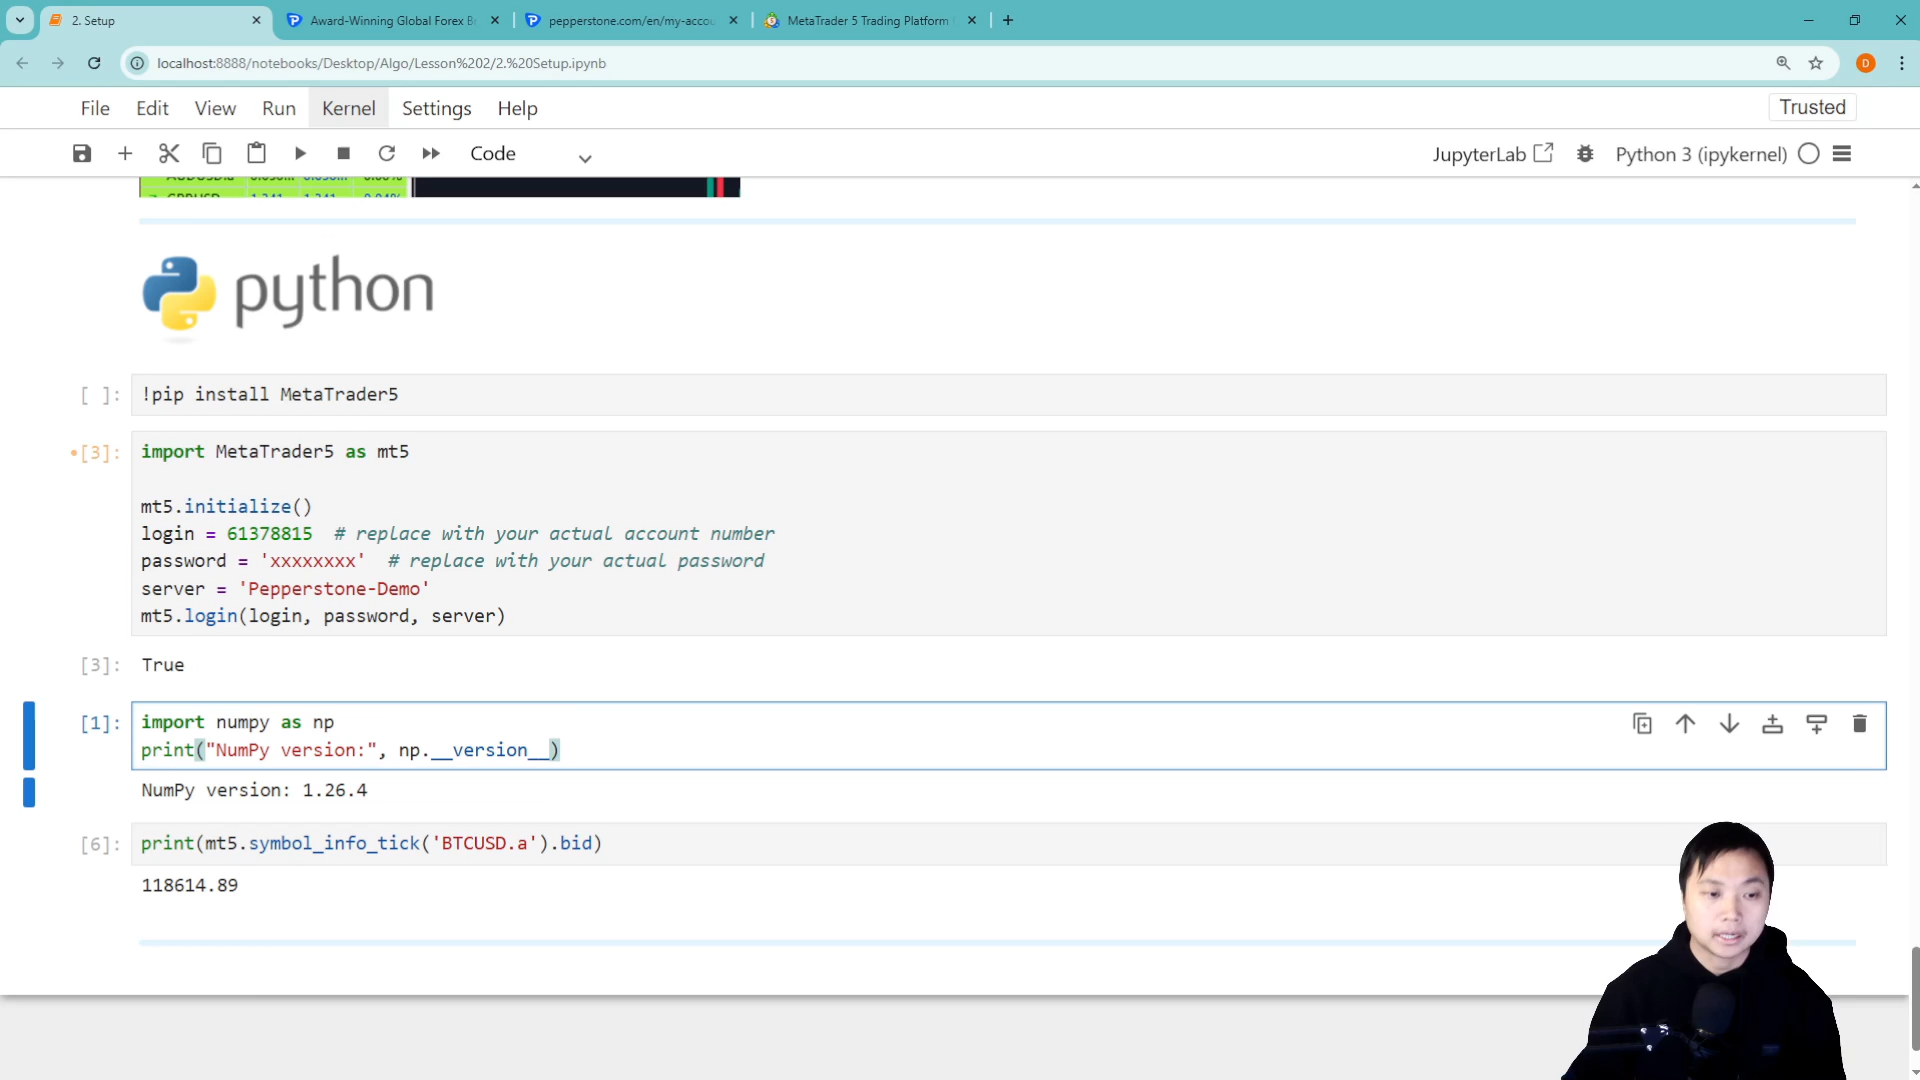 2. Setup
Award-Winning Global Forex B
pepperstone.com/en/my-accou
MetaTrader 5 Trading Platform
localhost:8888/notebooks/Desktop/Algo/Lesson%202/2.%20Setup.ipynb
D
File Edit View Run Kernel Settings Help
Trusted
Code
JupyterLab
Python 3 (ipykernel)
python
[ ]: !pip install MetaTrader5
•[3]: import MetaTrader5 as mt5
mt5.initialize()
login = 61378815  # replace with your actual account number
password = 'xxxxxxxx'  # replace with your actual password
server = 'Pepperstone-Demo'
mt5.login(login, password, server)
[3]: True
[1]: import numpy as np
print("NumPy version:", np.__version__)
NumPy version: 1.26.4
[6]: print(mt5.symbol_info_tick('BTCUSD.a').bid)
118614.89